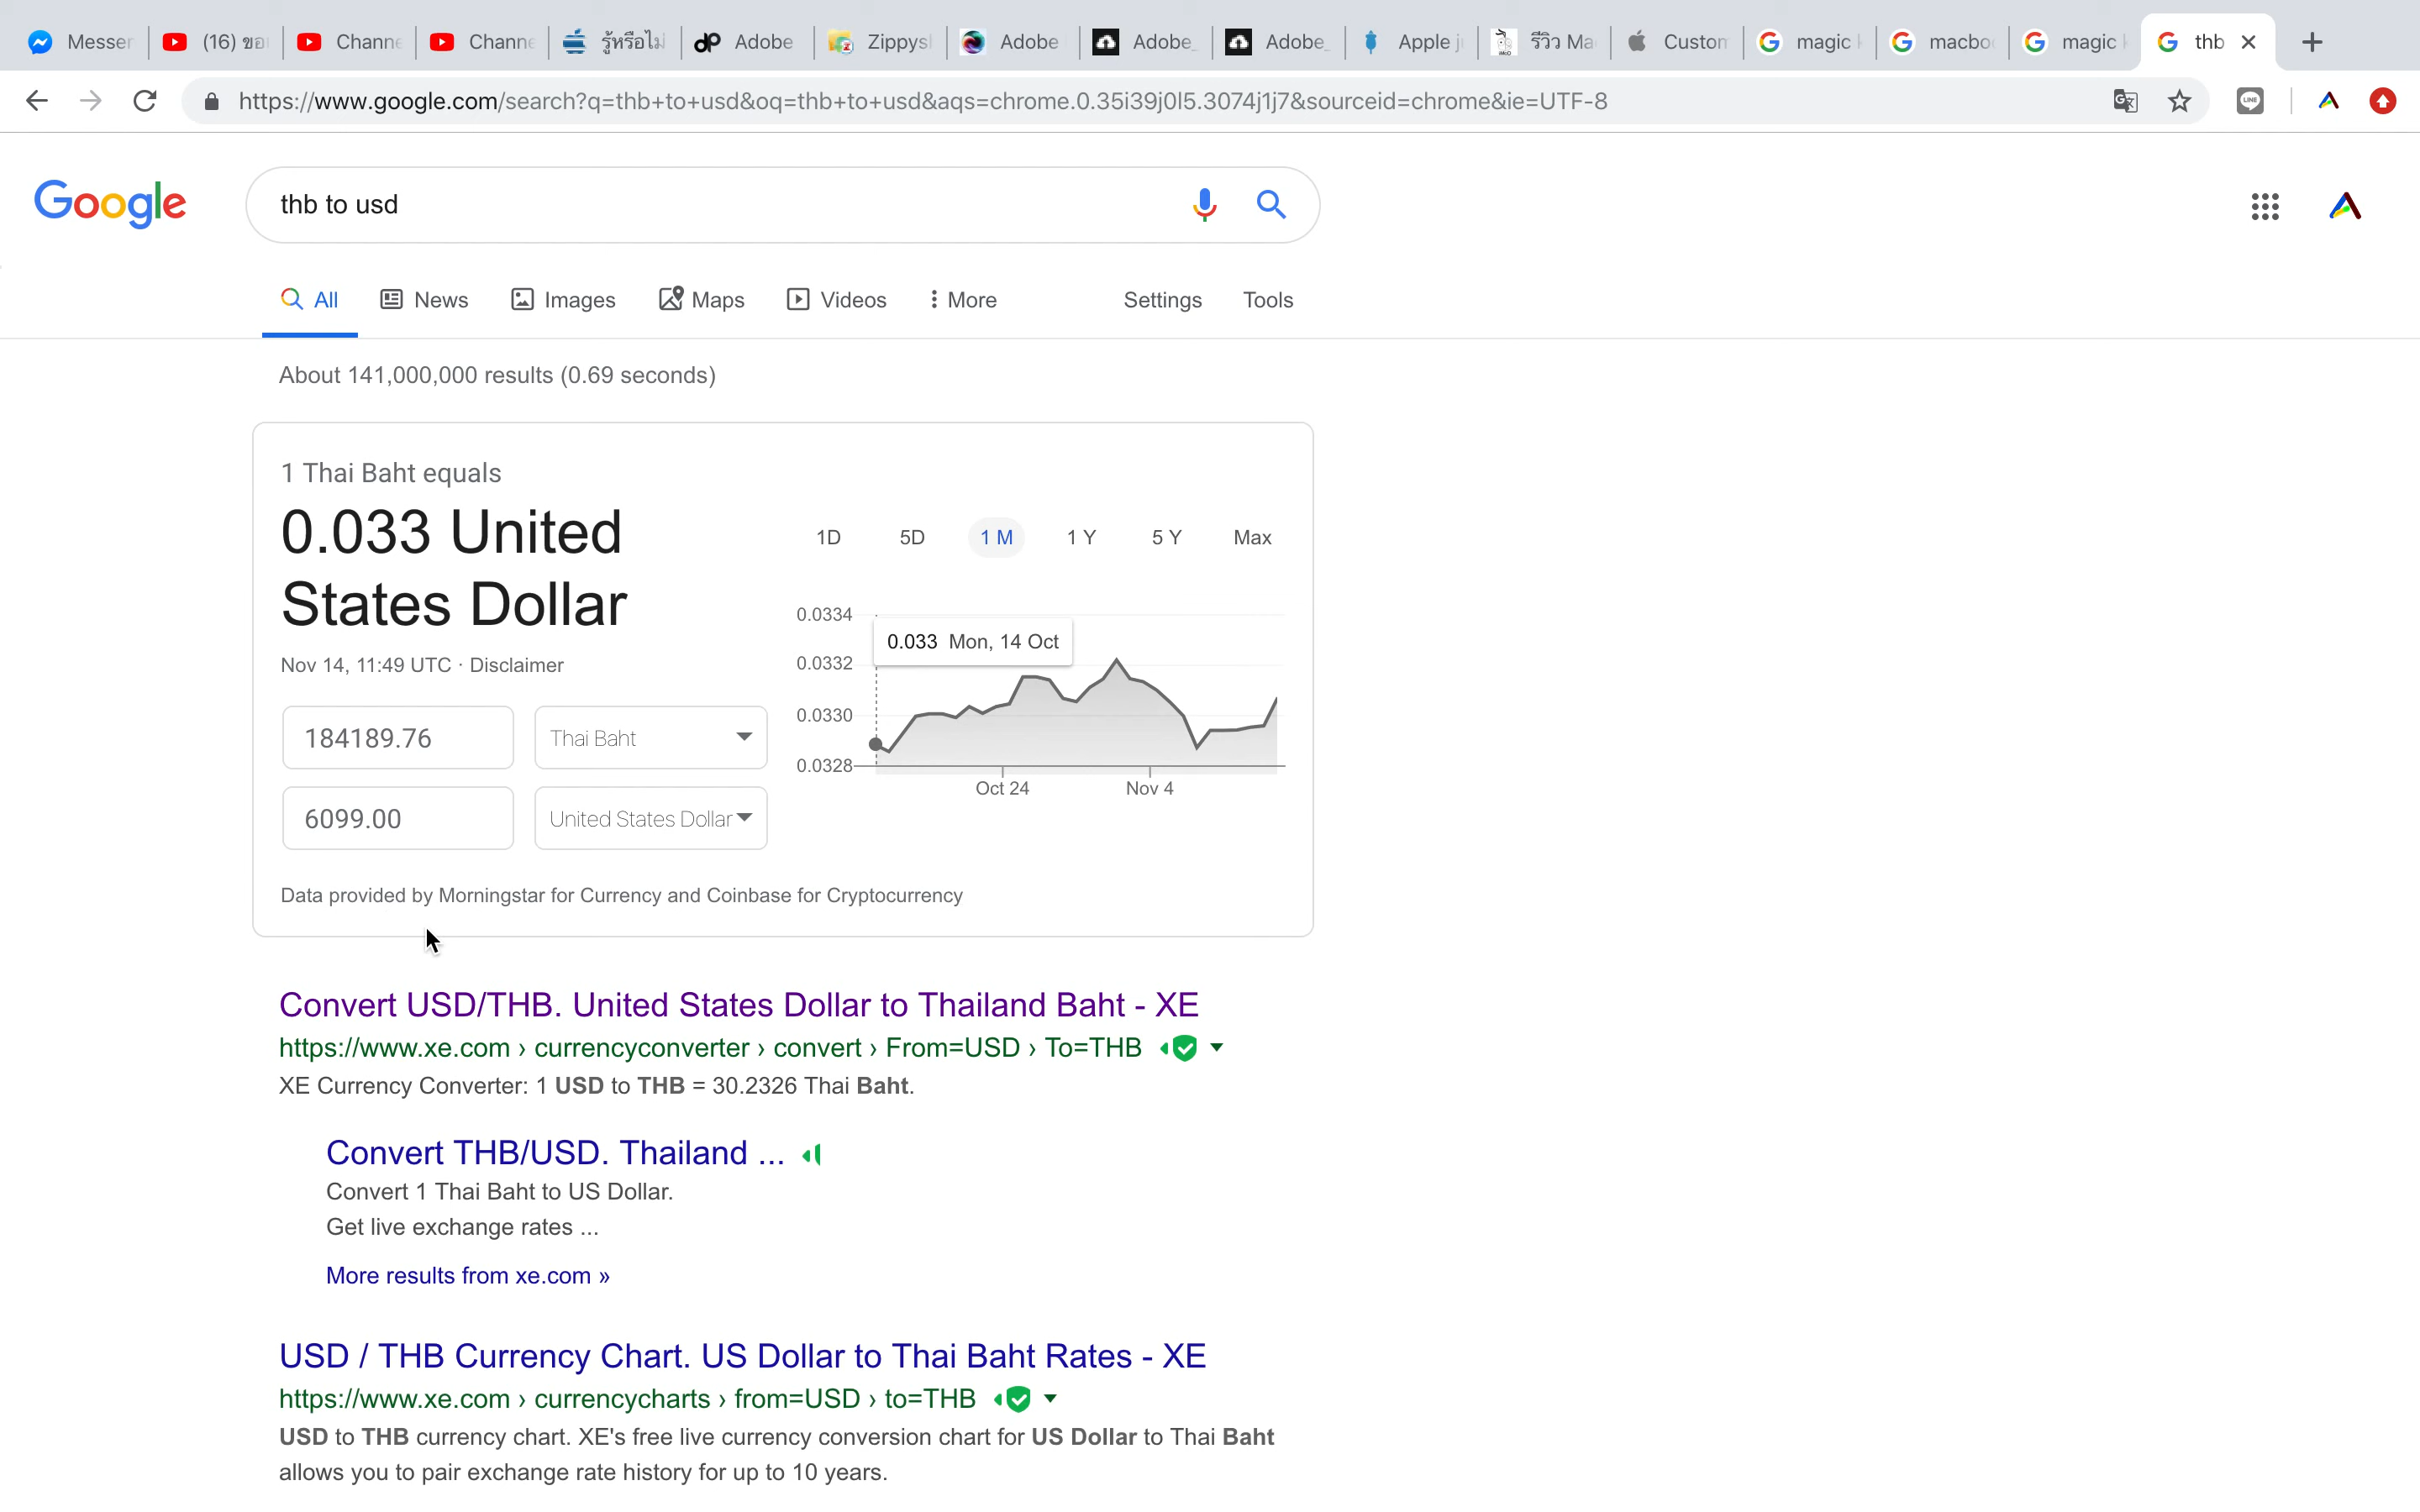 Messen
(16) ขอ
Channe
Channe
รู้หรือไม่
Adobe
Zippysh
Adobe
Adobe_
Adobe_
Apple j
รีวิว Ma
Custom
magic
macbo
magic
thb
https://www.google.com/search?q=thb+to+usd&oq=thb+to+usd&aqs=chrome.0.35i39j0l5.3074j1j7&sourceid=chrome&ie=UTF-8
LINE
Google
thb to usd
All
News
Images
Maps
Videos
More
Settings
Tools
About 141,000,000 results (0.69 seconds)
1 Thai Baht equals
0.033 United
States Dollar
Nov 14, 11:49 UTC · Disclaimer
184189.76
Thai Baht
6099.00
United States Dollar
1D
5D
1 M
1 Y
5 Y
Max
0.0334
0.033 Mon, 14 Oct
0.0332
0.0330
0.0328
Oct 24
Nov 4
Data provided by Morningstar for Currency and Coinbase for Cryptocurrency
Convert USD/THB. United States Dollar to Thailand Baht - XE
https://www.xe.com › currencyconverter › convert › From=USD › To=THB
XE Currency Converter: 1 USD to THB = 30.2326 Thai Baht.
Convert THB/USD. Thailand ...
Convert 1 Thai Baht to US Dollar.
Get live exchange rates ...
More results from xe.com »
USD / THB Currency Chart. US Dollar to Thai Baht Rates - XE
https://www.xe.com › currencycharts › from=USD › to=THB
USD to THB currency chart. XE's free live currency conversion chart for US Dollar to Thai Baht
allows you to pair exchange rate history for up to 10 years.